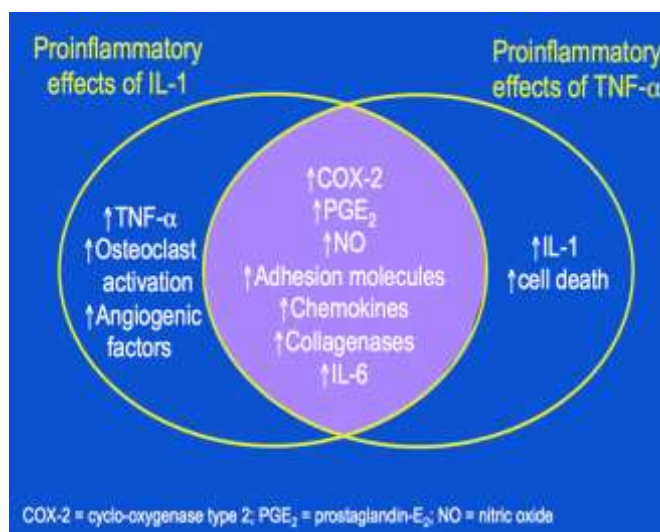 Proinflammatory
effects of IL-1
Proinflammatory
effects of TNF-α
↑TNF-α
↑Osteoclast
activation
↑Angiogenic
factors
↑COX-2
↑PGE₂
↑NO
↑Adhesion molecules
↑Chemokines
↑Collagenases
↑IL-6
↑IL-1
↑cell death
COX-2 = cyclo-oxygenase type 2; PGE₂ = prostaglandin-E₂; NO = nitric oxide